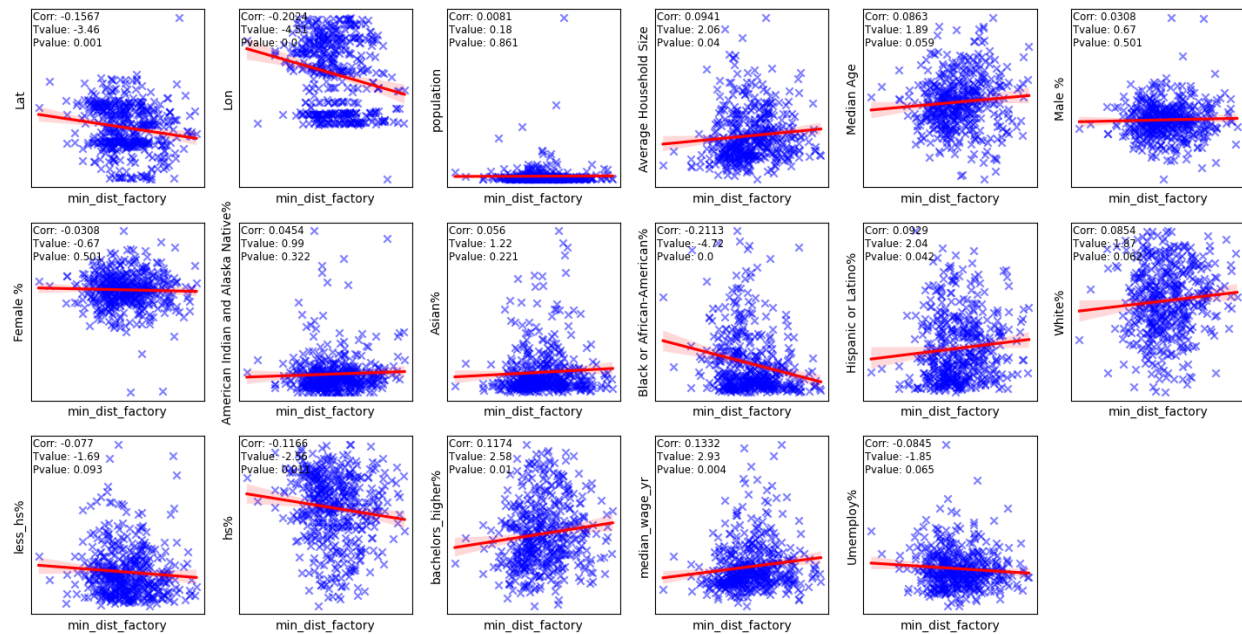 Corr: -0.1567
Tvalue: -3.46
Pvalue: 0.001
Lat
min_dist_factory
Corr: -0.2024
Tvalue: -4.51
Pvalue: 0.0
Lon
min_dist_factory
Corr: 0.0081
Tvalue: 0.18
Pvalue: 0.861
population
min_dist_factory
Corr: 0.0941
Tvalue: 2.06
Pvalue: 0.04
Average Household Size
min_dist_factory
Corr: 0.0863
Tvalue: 1.89
Pvalue: 0.059
Median Age
min_dist_factory
Corr: 0.0308
Tvalue: 0.67
Pvalue: 0.501
Male %
min_dist_factory
Corr: -0.0308
Tvalue: -0.67
Pvalue: 0.501
Female %
min_dist_factory
Corr: 0.0454
Tvalue: 0.99
Pvalue: 0.322
American Indian and Alaska Native%
min_dist_factory
Corr: 0.056
Tvalue: 1.22
Pvalue: 0.221
Asian%
min_dist_factory
Corr: -0.2113
Tvalue: -4.72
Pvalue: 0.0
Black or African-American%
min_dist_factory
Corr: 0.0929
Tvalue: 2.04
Pvalue: 0.042
Hispanic or Latino%
min_dist_factory
Corr: 0.0854
Tvalue: 1.87
Pvalue: 0.062
White%
min_dist_factory
Corr: -0.077
Tvalue: -1.69
Pvalue: 0.093
less_hs%
min_dist_factory
Corr: -0.1166
Tvalue: -2.56
Pvalue: 0.011
hs%
min_dist_factory
Corr: 0.1174
Tvalue: 2.58
Pvalue: 0.01
bachelors_higher%
min_dist_factory
Corr: 0.1332
Tvalue: 2.93
Pvalue: 0.004
median_wage_yr
min_dist_factory
Corr: -0.0845
Tvalue: -1.85
Pvalue: 0.065
Umemploy%
min_dist_factory